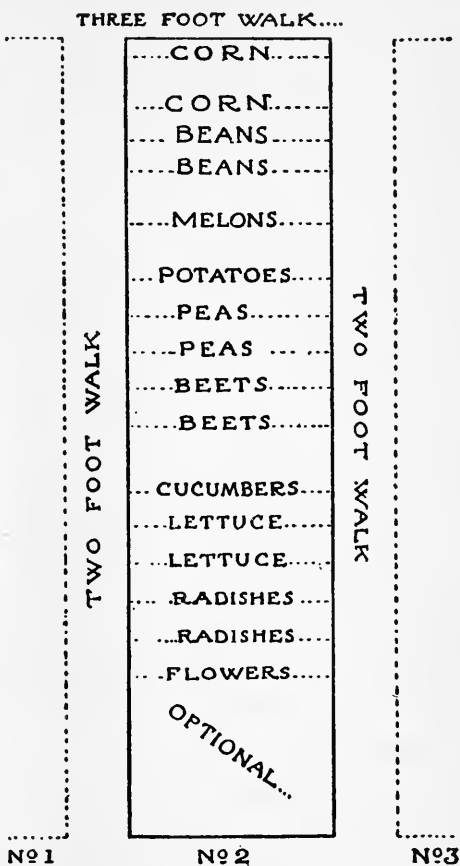 THREE FOOT WALK....
CORN
CORN
BEANS
BEANS
MELONS
POTATOES
PEAS
PEAS
BEETS
BEETS
CUCUMBERS
LETTUCE
LETTUCE
RADISHES
RADISHES
FLOWERS
OPTIONAL...
TWO FOOT WALK
TWO FOOT WALK
Nº1
Nº2
Nº3